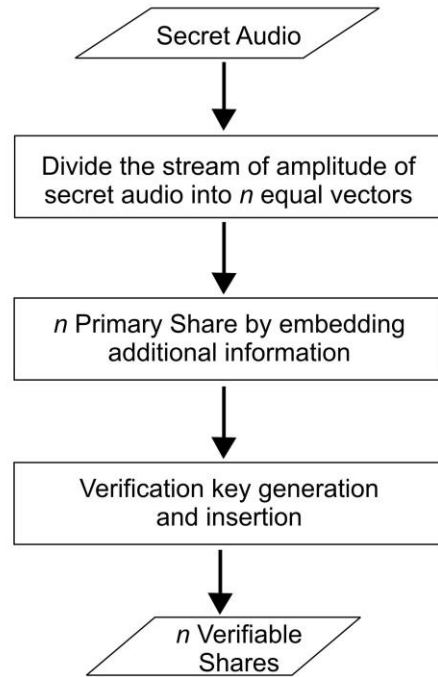 Secret Audio
Divide the stream of amplitude of
secret audio into n equal vectors
n Primary Share by embedding
additional information
Verification key generation
and insertion
n Verifiable
Shares